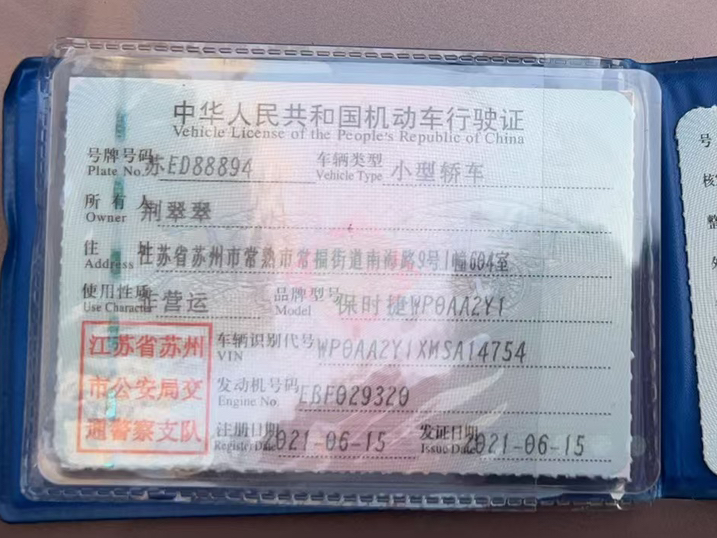 中华人民共和国机动车行驶证
Vehicle License of the People's Republic of China
号牌号码 苏ED88894 车辆类型 小型轿车
Plate No. Vehicle Type
所有人 荆翠翠
Owner
住址 江苏省苏州市常熟市常福街道南海路9号1幢604室
Address
使用性质 非营运 品牌型号 保时捷WP0AA2Y1
Use Character Model
江苏省苏州
市公安局交
通警察支队
车辆识别代号 WP0AA2Y1XMSA14754
VIN
发动机号码 EBF029320
Engine No.
注册日期 2021-06-15 发证日期 2021-06-15
Register Date Issue Date
号
核
整